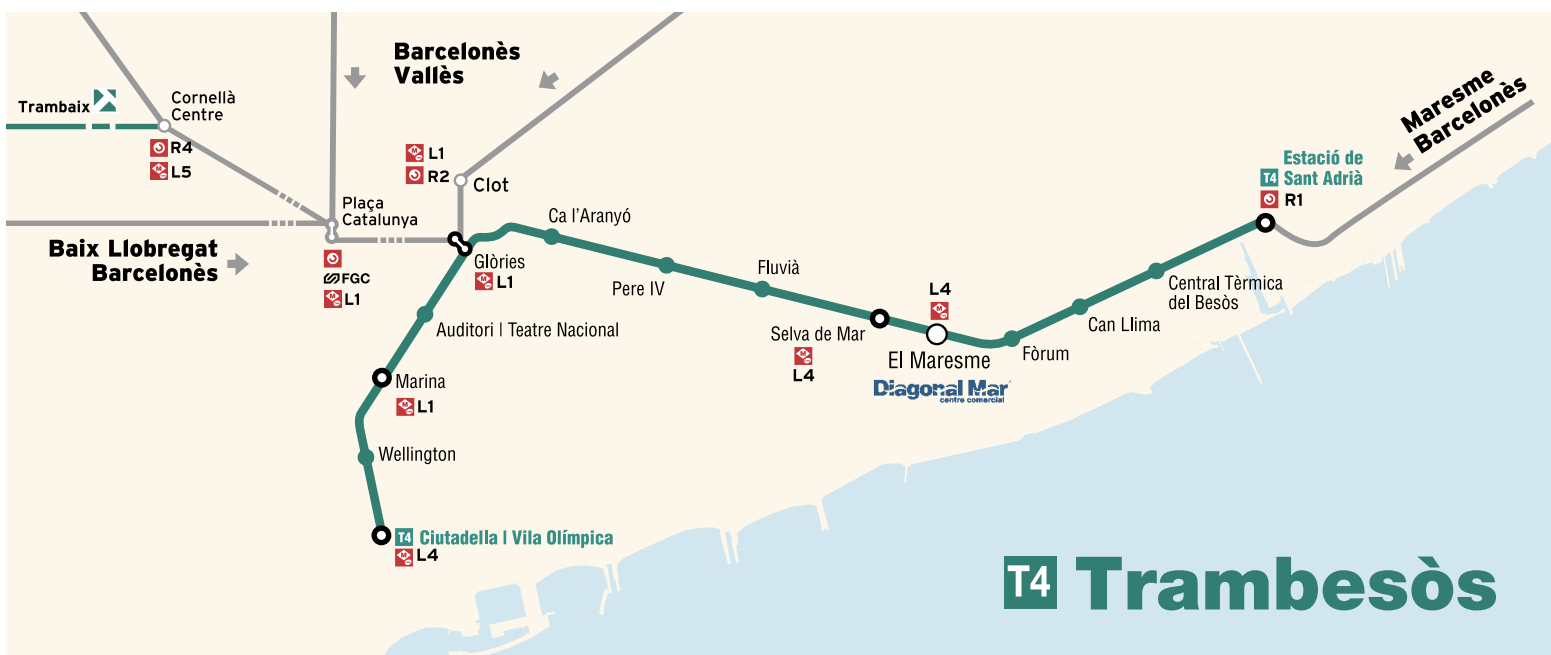 Barcelonès
Vallès
Trambaix
Cornellà
Centre
R4
L5
L1
R2
Clot
Plaça
Catalunya
FGC
L1
Baix Llobregat
Barcelonès
Maresme
Barcelonès
Estació de
T4 Sant Adrià
R1
Ca l'Aranyó
Glòries
L1
Pere IV
Fluvià
L4
Selva de Mar
L4
El Maresme
Diagonal Mar
centre comercial
Fòrum
Can Llima
Central Tèrmica
del Besòs
Auditori | Teatre Nacional
Marina
L1
Wellington
T4 Ciutadella | Vila Olímpica
L4
T4 Trambesòs